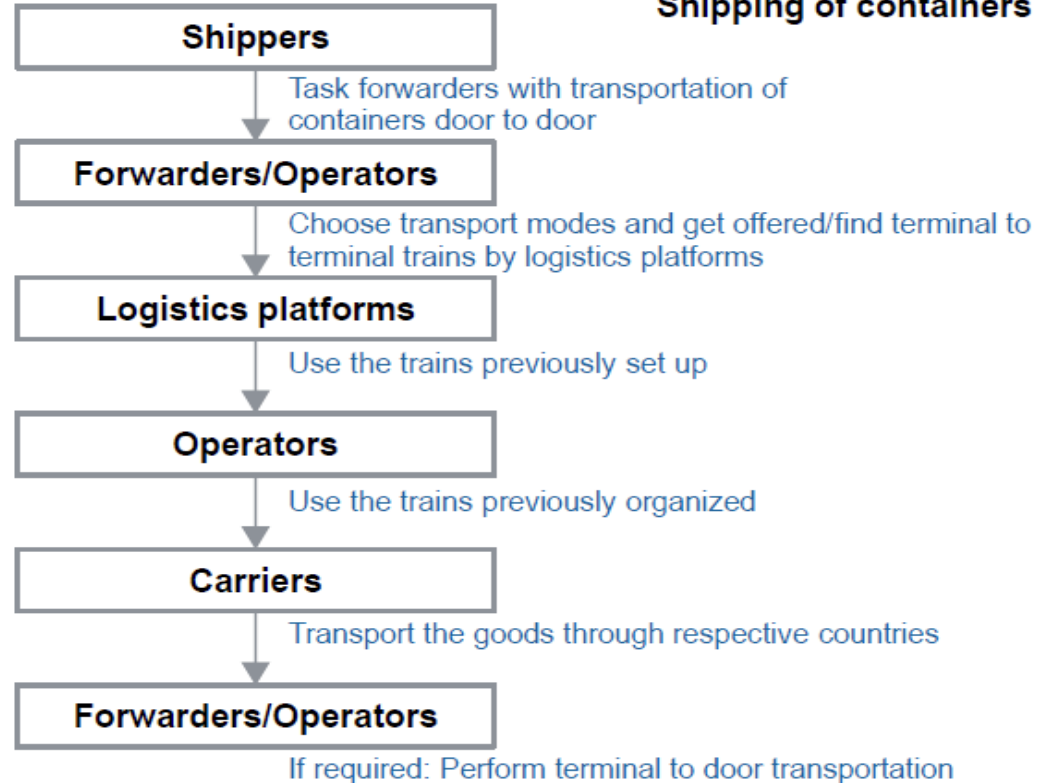 Shipping of containers
Shippers
Task forwarders with transportation of
containers door to door
Forwarders/Operators
Choose transport modes and get offered/find terminal to
terminal trains by logistics platforms
Logistics platforms
Use the trains previously set up
Operators
Use the trains previously organized
Carriers
Transport the goods through respective countries
Forwarders/Operators
If required: Perform terminal to door transportation